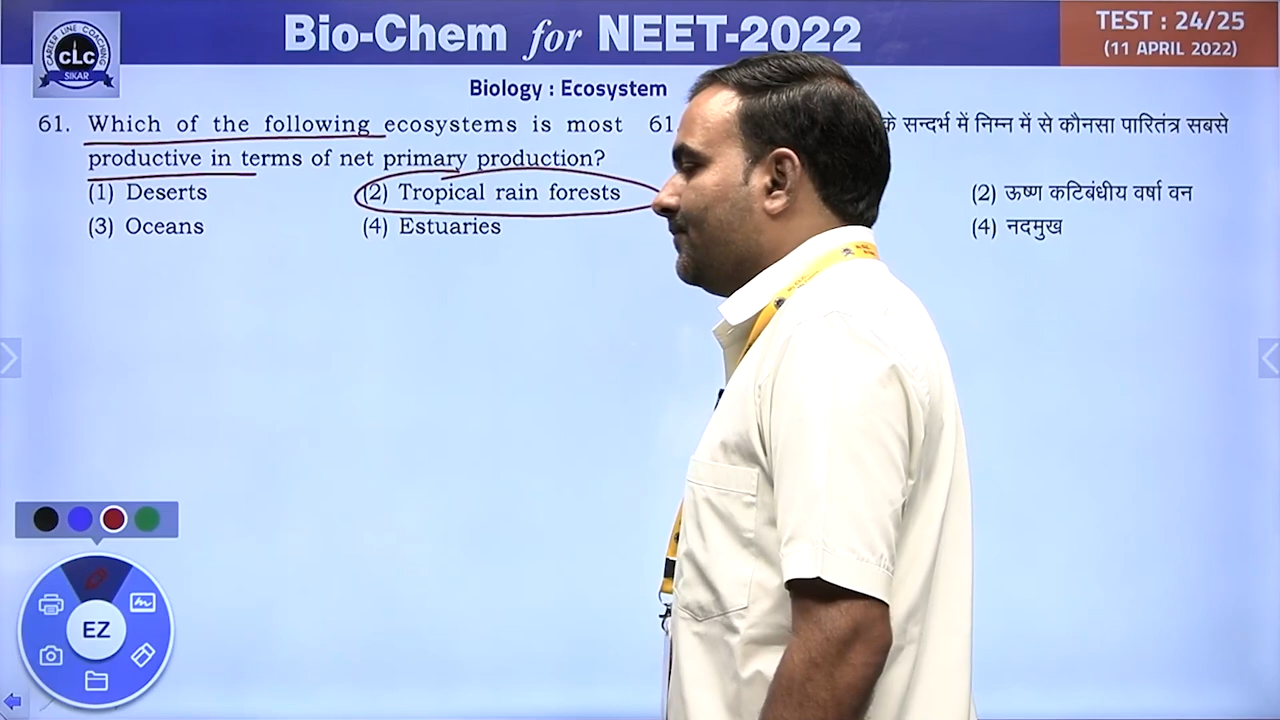 Bio-Chem for NEET-2022
TEST : 24/25
(11 APRIL 2022)
CAREER LINE COACHING
CLC
SIKAR
Biology : Ecosystem
61. Which of the following ecosystems is most
productive in terms of net primary production?
(1) Deserts (2) Tropical rain forests
(3) Oceans (4) Estuaries
61. के सन्दर्भ में निम्न में से कौनसा पारितंत्र सबसे
(2) ऊष्ण कटिबंधीय वर्षा वन
(4) नदमुख
EZ